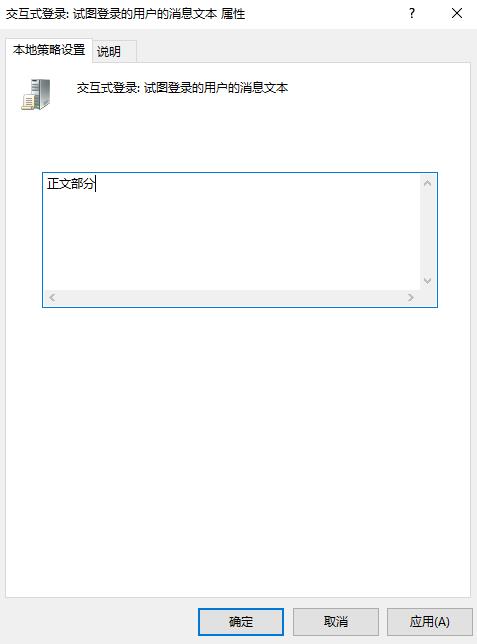 交互式登录: 试图登录的用户的消息文本 属性
?
本地策略设置
说明
交互式登录: 试图登录的用户的消息文本
正文部分
确定
取消
应用(A)